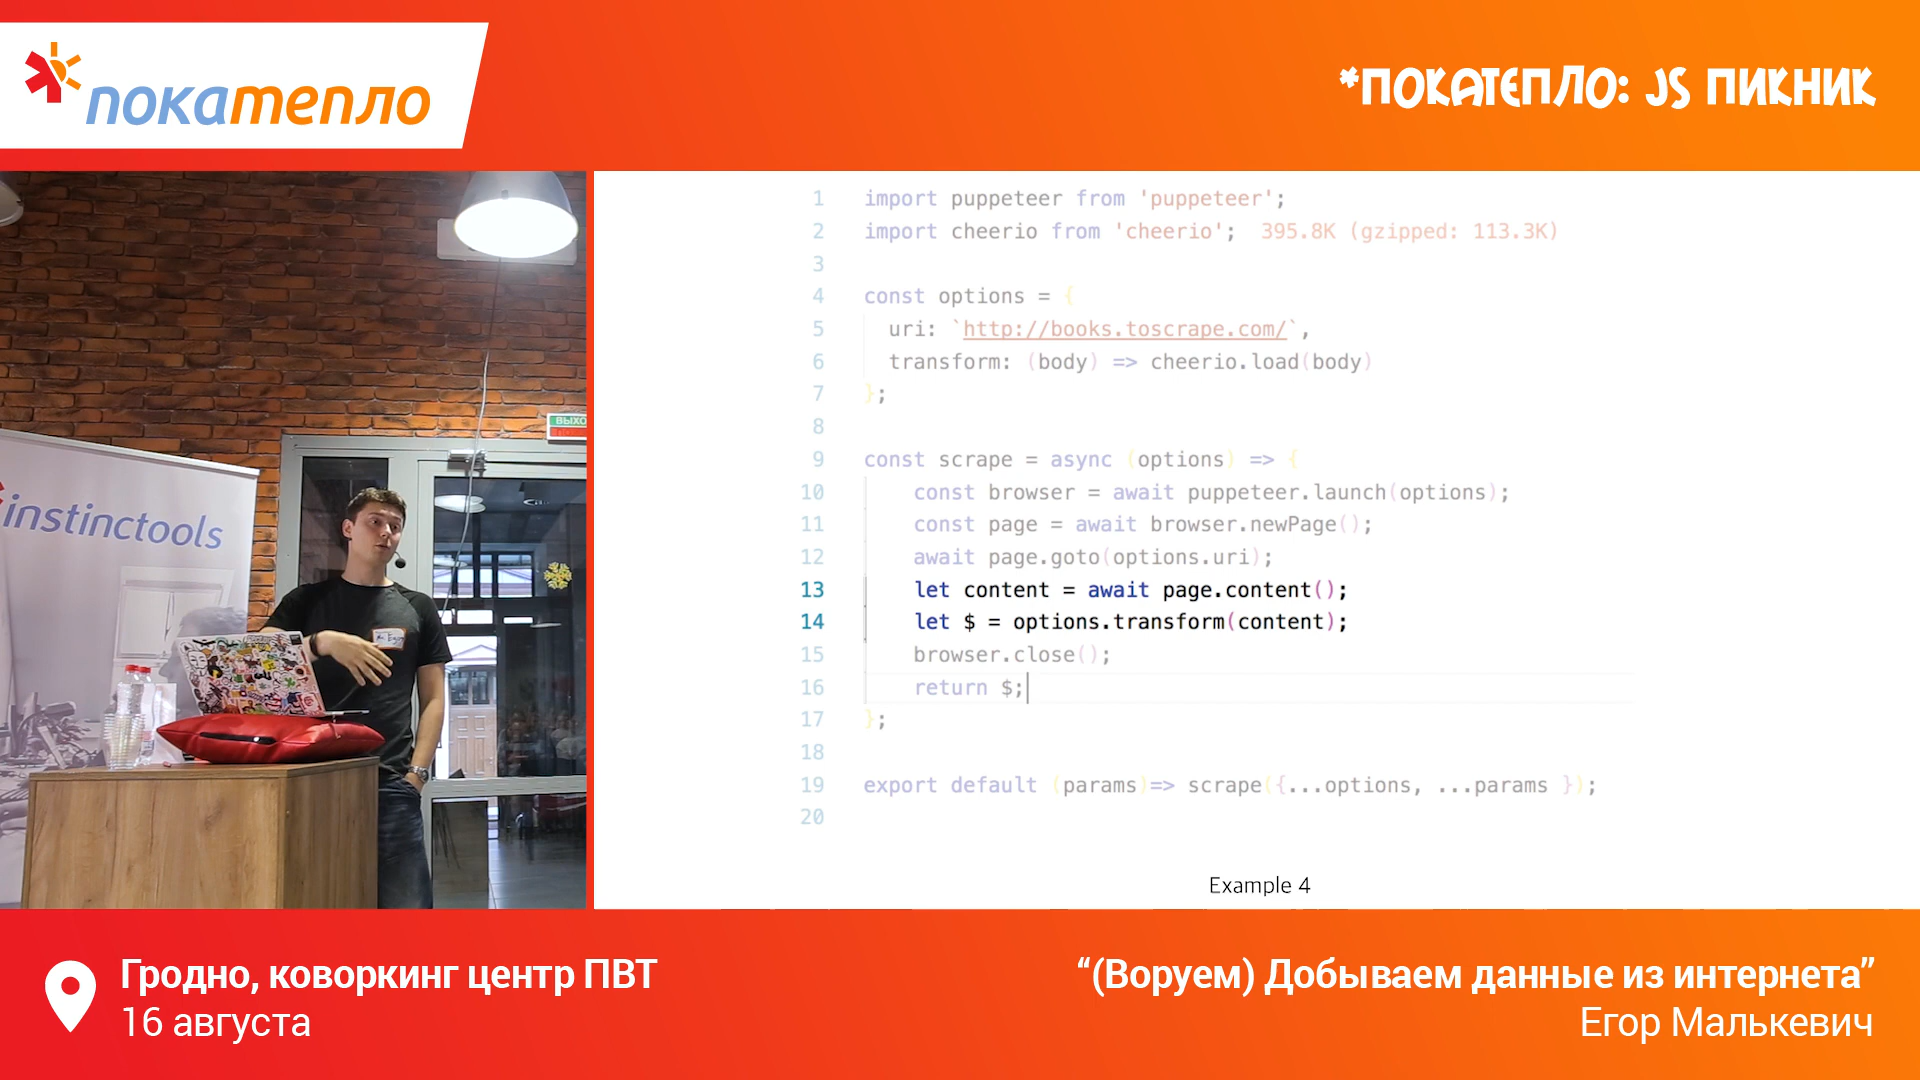 покатепло
*ПОКАТЕПЛО: JS ПИКНИК
ВЫХО
instinctools
1 import puppeteer from 'puppeteer';
2 import cheerio from 'cheerio'; 395.8K (gzipped: 113.3K)
3
4 const options = {
5 uri: `http://books.toscrape.com/`,
6 transform: (body) => cheerio.load(body)
7 };
8
9 const scrape = async (options) => {
10 const browser = await puppeteer.launch(options);
11 const page = await browser.newPage();
12 await page.goto(options.uri);
13 let content = await page.content();
14 let $ = options.transform(content);
15 browser.close();
16 return $;
17 };
18
19 export default (params)=> scrape({...options, ...params });
20
Example 4
Гродно, коворкинг центр ПВТ
16 августа
“(Воруем) Добываем данные из интернета”
Егор Малькевич